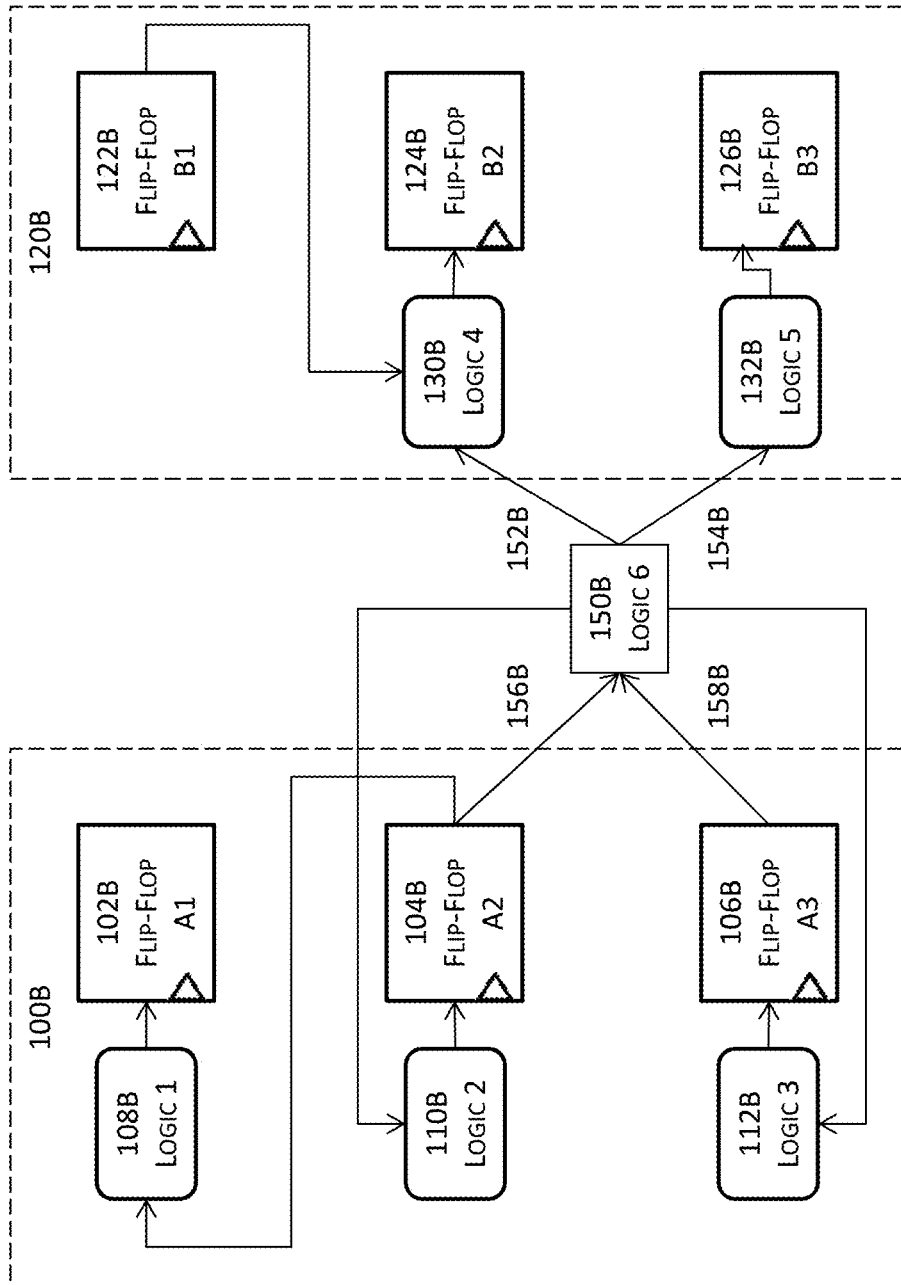 100B
108B
LOGIC 1
102B
FLIP-FLOP
A1
110B
LOGIC 2
104B
FLIP-FLOP
A2
112B
LOGIC 3
106B
FLIP-FLOP
A3
156B
158B
150B
LOGIC 6
152B
154B
120B
122B
FLIP-FLOP
B1
130B
LOGIC 4
124B
FLIP-FLOP
B2
132B
LOGIC 5
126B
FLIP-FLOP
B3